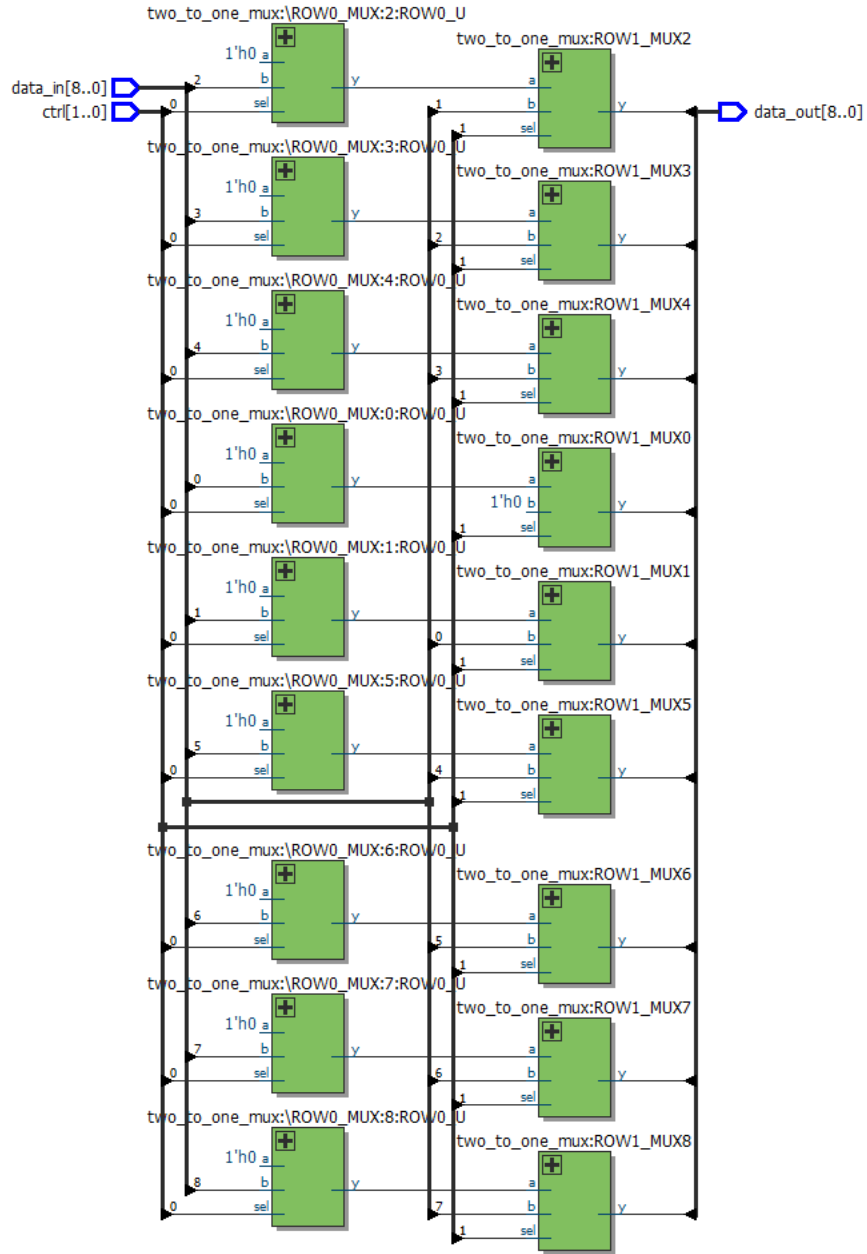 two_to_one_mux:\ROW0_MUX:2:ROW0_U
1'h0 a
2 b y
0 sel
data_in[8..0]
ctrl[1..0]
two_to_one_mux:ROW1_MUX2
a
1 b y
1 sel
data_out[8..0]
two_to_one_mux:\ROW0_MUX:3:ROW0_U
1'h0 a
3 b y
0 sel
two_to_one_mux:ROW1_MUX3
a
2 b y
1 sel
two_to_one_mux:\ROW0_MUX:4:ROW0_U
1'h0 a
4 b y
0 sel
two_to_one_mux:ROW1_MUX4
a
3 b y
1 sel
two_to_one_mux:\ROW0_MUX:0:ROW0_U
1'h0 a
0 b y
0 sel
two_to_one_mux:ROW1_MUX0
a
1'h0 b y
1 sel
two_to_one_mux:\ROW0_MUX:1:ROW0_U
1'h0 a
1 b y
0 sel
two_to_one_mux:ROW1_MUX1
a
0 b y
1 sel
two_to_one_mux:\ROW0_MUX:5:ROW0_U
1'h0 a
5 b y
0 sel
two_to_one_mux:ROW1_MUX5
a
4 b y
1 sel
two_to_one_mux:\ROW0_MUX:6:ROW0_U
1'h0 a
6 b y
0 sel
two_to_one_mux:ROW1_MUX6
a
5 b y
1 sel
two_to_one_mux:\ROW0_MUX:7:ROW0_U
1'h0 a
7 b y
0 sel
two_to_one_mux:ROW1_MUX7
a
6 b y
1 sel
two_to_one_mux:\ROW0_MUX:8:ROW0_U
1'h0 a
8 b y
0 sel
two_to_one_mux:ROW1_MUX8
a
7 b y
1 sel